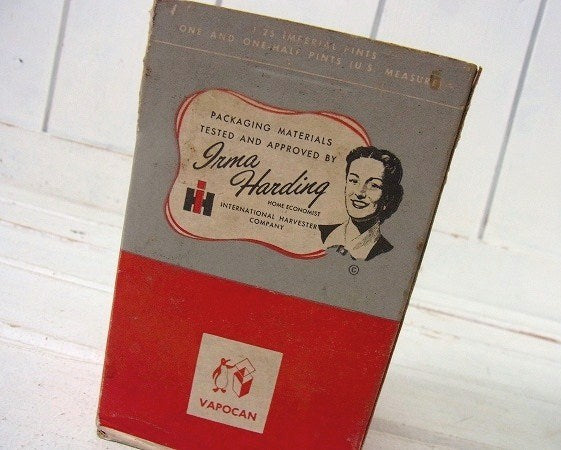 1 25 IMPERIAL PINTS
ONE AND ONE-HALF PINTS (U.S. MEASURE
PACKAGING MATERIALS
TESTED AND APPROVED BY
Irma
Harding
HOME ECONOMIST
IH
INTERNATIONAL HARVESTER
COMPANY
©
VAPOCAN